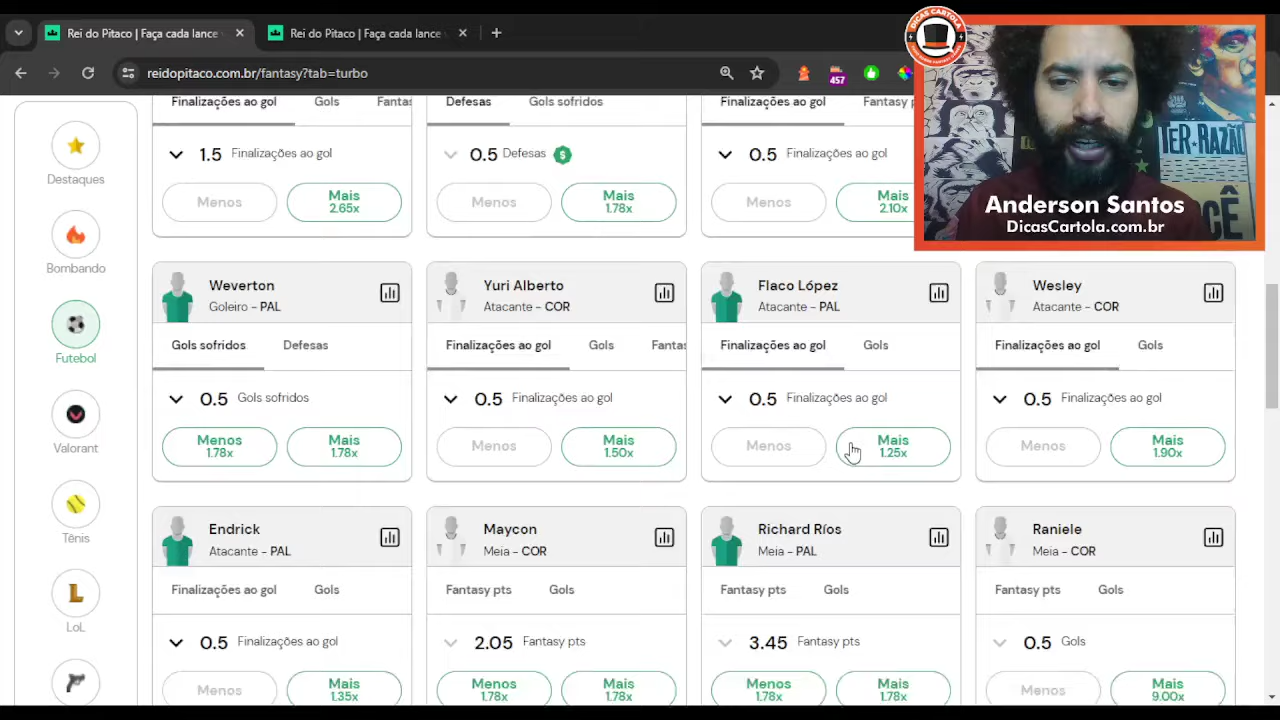 Rei do Pitaco | Faça cada lance
Rei do Pitaco | Faça cada lance
reidopitaco.com.br/fantasy?tab=turbo
457
DICAS CARTOLA
TER RAZÃO
CÊ
Anderson Santos
DicasCartola.com.br
Destaques
Bombando
Futebol
Valorant
Tênis
LoL
Finalizações ao gol Gols Fantas
1.5 Finalizações ao gol
Menos
Mais
2.65x
Defesas Gols sofridos
0.5 Defesas $
Menos
Mais
1.78x
Finalizações ao gol Fantasy p
0.5 Finalizações ao gol
Menos
Mais
2.10x
Weverton
Goleiro - PAL
Gols sofridos Defesas
0.5 Gols sofridos
Menos
1.78x
Mais
1.78x
Yuri Alberto
Atacante - COR
Finalizações ao gol Gols Fantas
0.5 Finalizações ao gol
Menos
Mais
1.50x
Flaco López
Atacante - PAL
Finalizações ao gol Gols
0.5 Finalizações ao gol
Menos
Mais
1.25x
Wesley
Atacante - COR
Finalizações ao gol Gols
0.5 Finalizações ao gol
Menos
Mais
1.90x
Endrick
Atacante - PAL
Finalizações ao gol Gols
0.5 Finalizações ao gol
Menos
Mais
1.35x
Maycon
Meia - COR
Fantasy pts Gols
2.05 Fantasy pts
Menos
1.78x
Mais
1.78x
Richard Ríos
Meia - PAL
Fantasy pts Gols
3.45 Fantasy pts
Menos
1.78x
Mais
1.78x
Raniele
Meia - COR
Fantasy pts Gols
0.5 Gols
Menos
Mais
9.00x